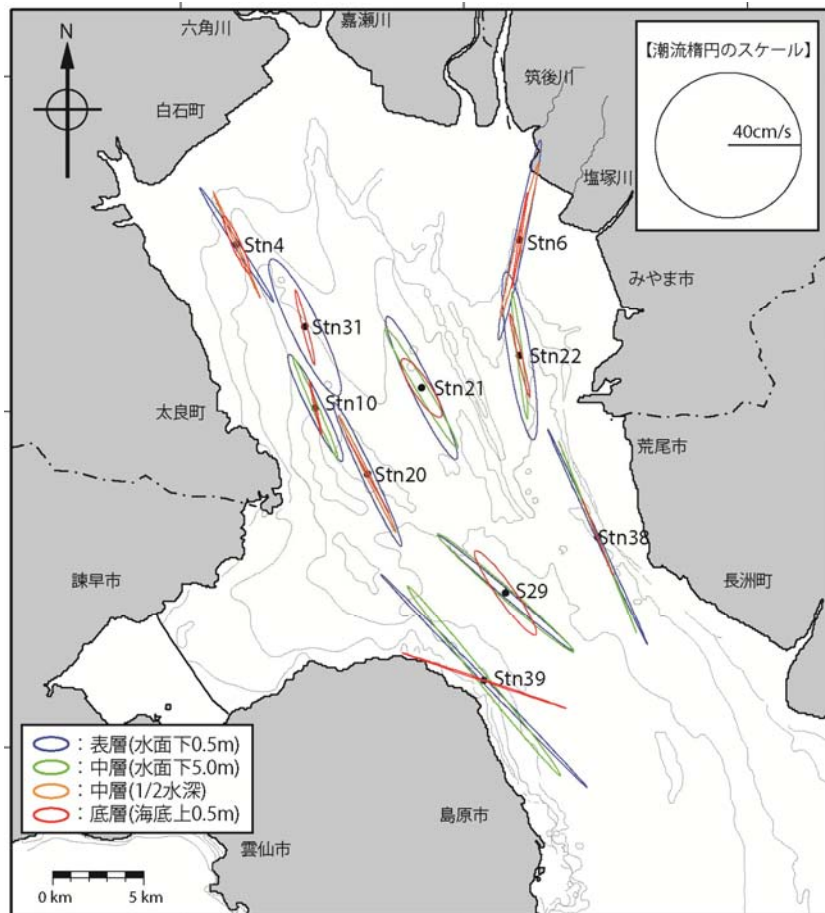 六角川
嘉瀬川
N
【潮流楕円のスケール】
40cm/s
筑後川
白石町
塩塚川
Stn4
Stn6
みやま市
Stn31
Stn22
Stn21
太良町
Stn10
荒尾市
Stn20
Stn38
諫早市
S29
長洲町
Stn39
：表層(水面下0.5m)
：中層(水面下5.0m)
：中層(1/2水深)
：底層(海底上0.5m)
島原市
雲仙市
0 km
5 km